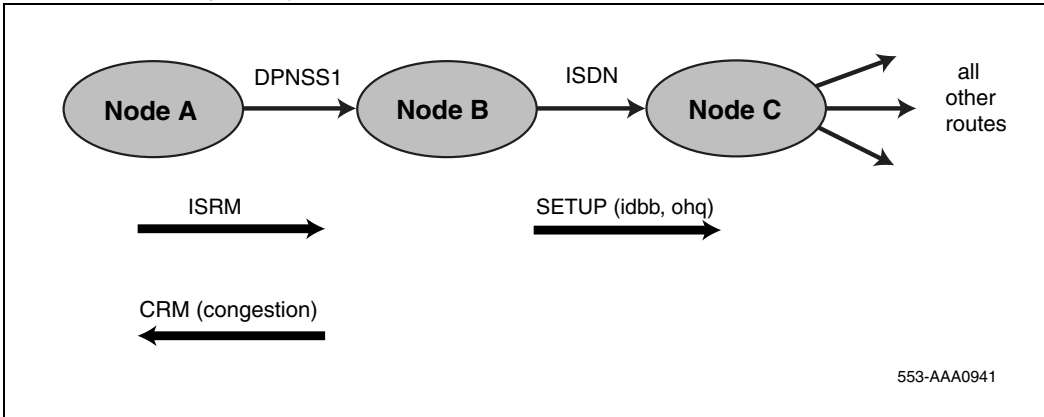 DPNSS1
ISDN
Node A
Node B
Node C
all
other
routes
ISRM
SETUP (idbb, ohq)
CRM (congestion)
553-AAA0941